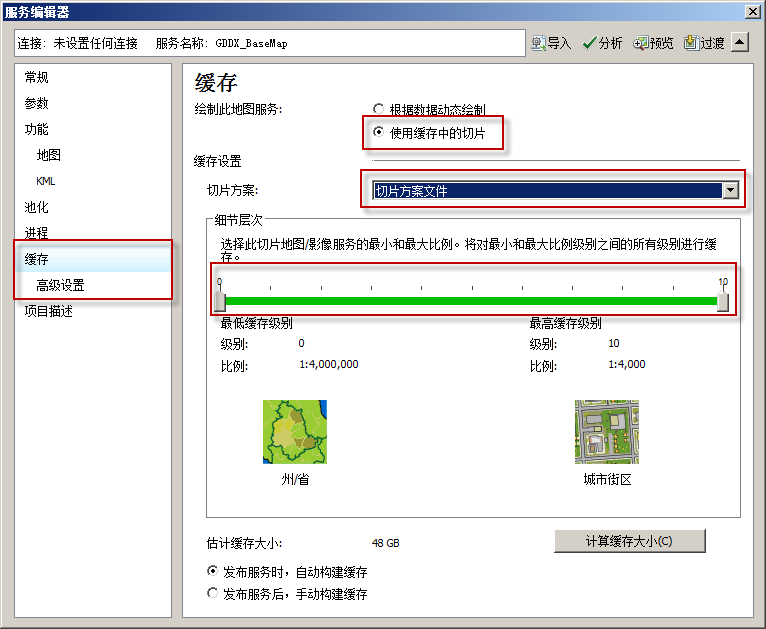 服务编辑器
连接: 未设置任何连接 服务名称: GDDX_BaseMap
导入 分析 预览 过渡
常规
参数
功能
地图
KML
池化
进程
缓存
高级设置
项目描述
缓存
绘制此地图服务:
根据数据动态绘制
使用缓存中的切片
缓存设置
切片方案:
切片方案文件
细节层次
选择此切片地图/影像服务的最小和最大比例。将对最小和最大比例级别之间的所有级别进行缓
存。
0 10
最低缓存级别 最高缓存级别
级别: 0 级别: 10
比例: 1:4,000,000 比例: 1:4,000
州/省 城市街区
估计缓存大小: 48 GB 计算缓存大小(C)
发布服务时，自动构建缓存
发布服务后，手动构建缓存